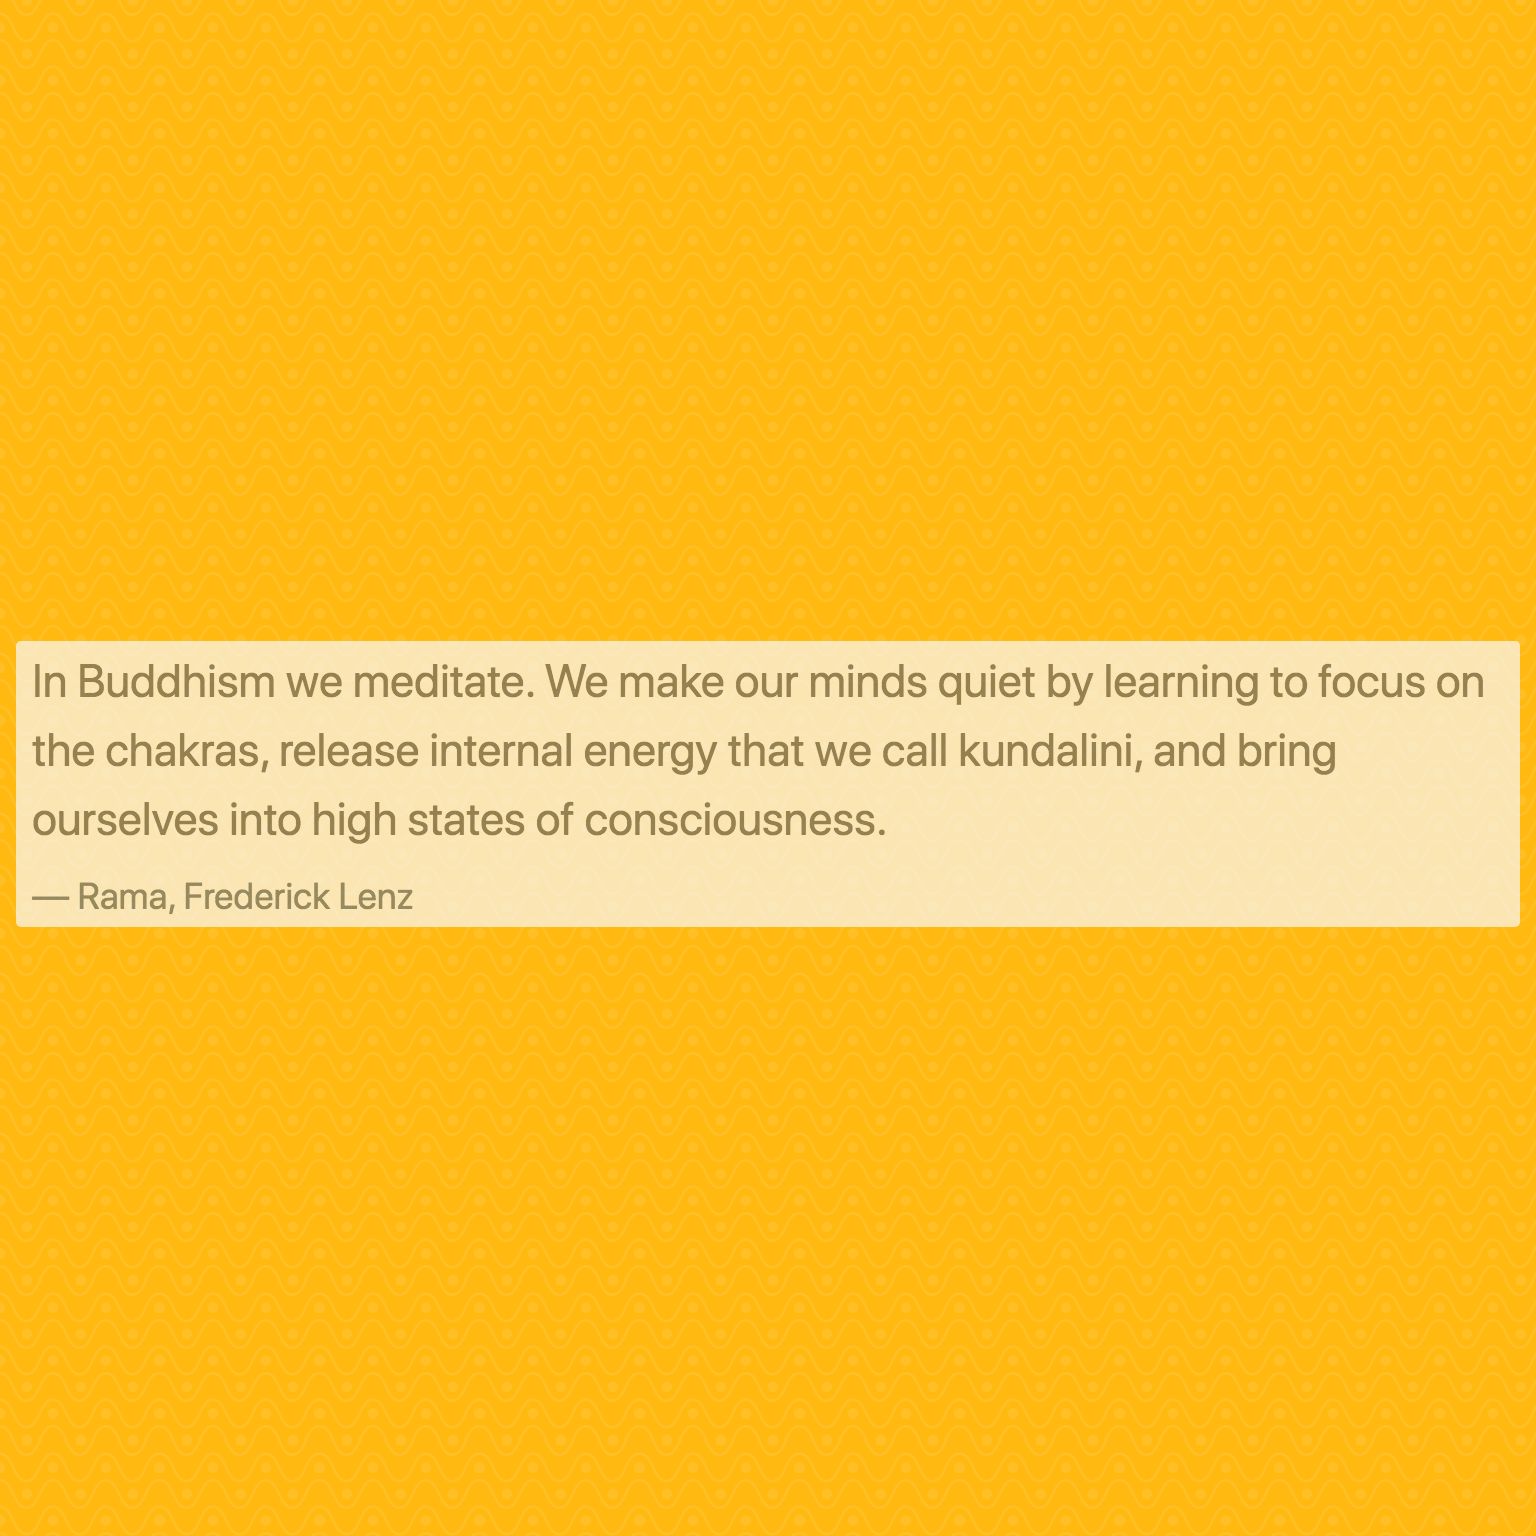 In Buddhism we meditate. We make our minds quiet by learning to focus on
the chakras, release internal energy that we call kundalini, and bring
ourselves into high states of consciousness.
— Rama, Frederick Lenz